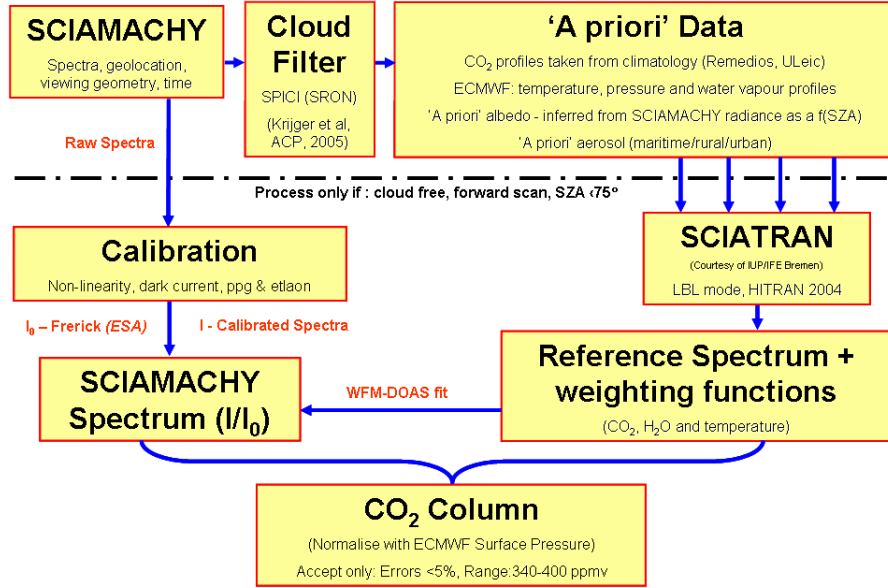 SCIAMACHY
Spectra, geolocation,
viewing geometry, time
Cloud
Filter
SPICI (SRON)
(Krijger et al,
ACP, 2005)
‘A priori’ Data
CO₂ profiles taken from climatology (Remedios, ULeic)
ECMWF: temperature, pressure and water vapour profiles
‘A priori’ albedo - inferred from SCIAMACHY radiance as a f(SZA)
‘A priori’ aerosol (maritime/rural/urban)
Raw Spectra
Process only if : cloud free, forward scan, SZA <75°
Calibration
Non-linearity, dark current, ppg & etlaon
SCIATRAN
(Courtesy of IUP/IFE Bremen)
LBL mode, HITRAN 2004
I₀ – Frerick (ESA)
I - Calibrated Spectra
SCIAMACHY
Spectrum (I/I₀)
WFM-DOAS fit
Reference Spectrum +
weighting functions
(CO₂, H₂O and temperature)
CO₂ Column
(Normalise with ECMWF Surface Pressure)
Accept only: Errors <5%, Range:340-400 ppmv